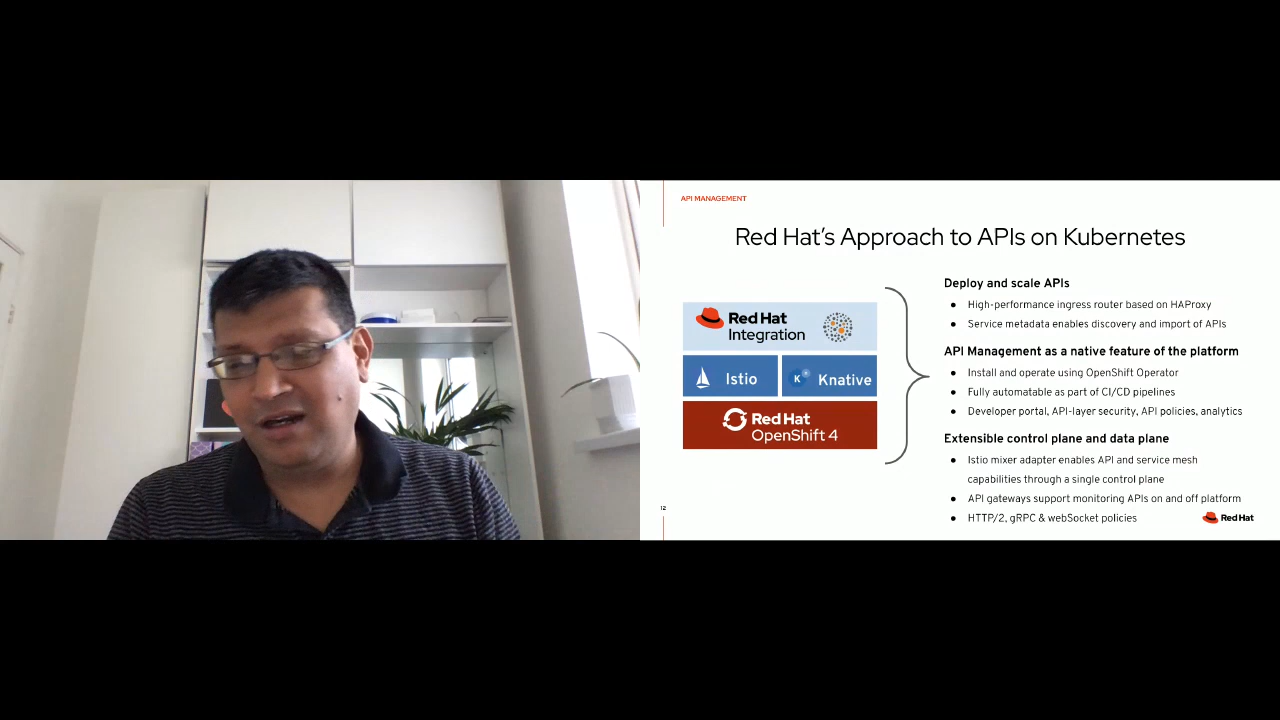 API MANAGEMENT
Red Hat's Approach to APIs on Kubernetes
Red Hat
Integration
Istio
Knative
Red Hat
OpenShift 4
Deploy and scale APIs
● High-performance ingress router based on HAProxy
● Service metadata enables discovery and import of APIs
API Management as a native feature of the platform
● Install and operate using OpenShift Operator
● Fully automatable as part of CI/CD pipelines
● Developer portal, API-layer security, API policies, analytics
Extensible control plane and data plane
● Istio mixer adapter enables API and service mesh
capabilities through a single control plane
● API gateways support monitoring APIs on and off platform
● HTTP/2, gRPC & webSocket policies
12
Red Hat